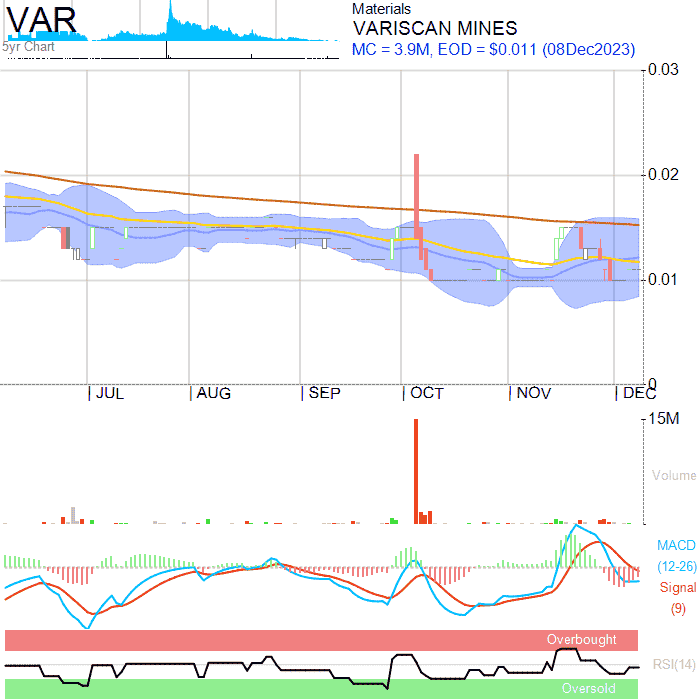 VAR
5yr Chart
Materials
VARISCAN MINES
MC = 3.9M, EOD = $0.011 (08Dec2023)
0.03
0.02
0.01
0
JUL AUG SEP OCT NOV DEC
15M
Volume
MACD
(12-26)
Signal
(9)
Overbought
RSI(14)
Oversold